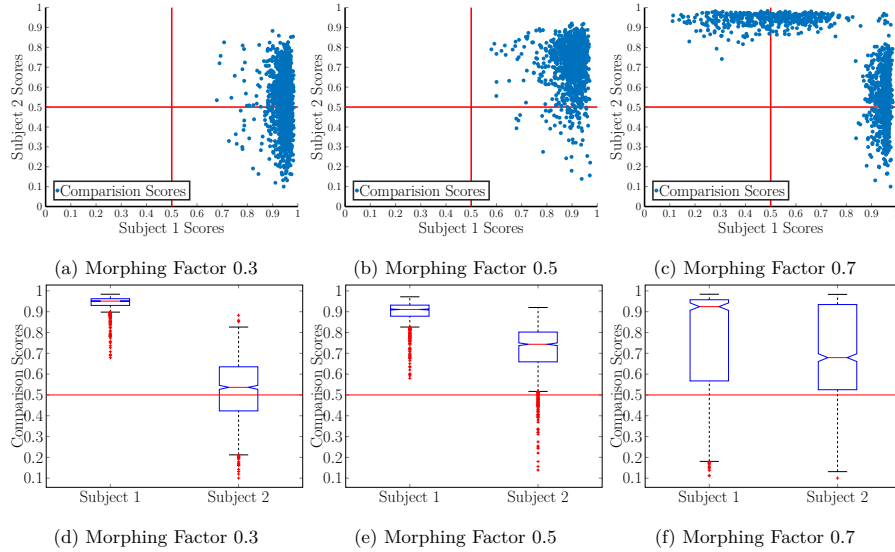 1
0.9
0.8
0.7
0.6
0.5
0.4
0.3
0.2
0.1
0
Subject 2 Scores
Comparision Scores
0 0.1 0.2 0.3 0.4 0.5 0.6 0.7 0.8 0.9 1
Subject 1 Scores
(a) Morphing Factor 0.3
1
0.9
0.8
0.7
0.6
0.5
0.4
0.3
0.2
0.1
0
Subject 2 Scores
Comparision Scores
0 0.1 0.2 0.3 0.4 0.5 0.6 0.7 0.8 0.9 1
Subject 1 Scores
(b) Morphing Factor 0.5
1
0.9
0.8
0.7
0.6
0.5
0.4
0.3
0.2
0.1
0
Subject 2 Scores
Comparision Scores
0 0.1 0.2 0.3 0.4 0.5 0.6 0.7 0.8 0.9
Subject 1 Scores
(c) Morphing Factor 0.7
1
0.9
0.8
0.7
0.6
0.5
0.4
0.3
0.2
0.1
Comparison Scores
Subject 1 Subject 2
(d) Morphing Factor 0.3
1
0.9
0.8
0.7
0.6
0.5
0.4
0.3
0.2
0.1
Comparison Scores
Subject 1 Subject 2
(e) Morphing Factor 0.5
1
0.9
0.8
0.7
0.6
0.5
0.4
0.3
0.2
0.1
Comparison Scores
Subject 1 Subject 2
(f) Morphing Factor 0.7